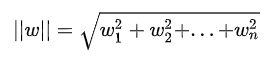 ||w|| = √(w₁² + w₂² +...+ wₙ²)